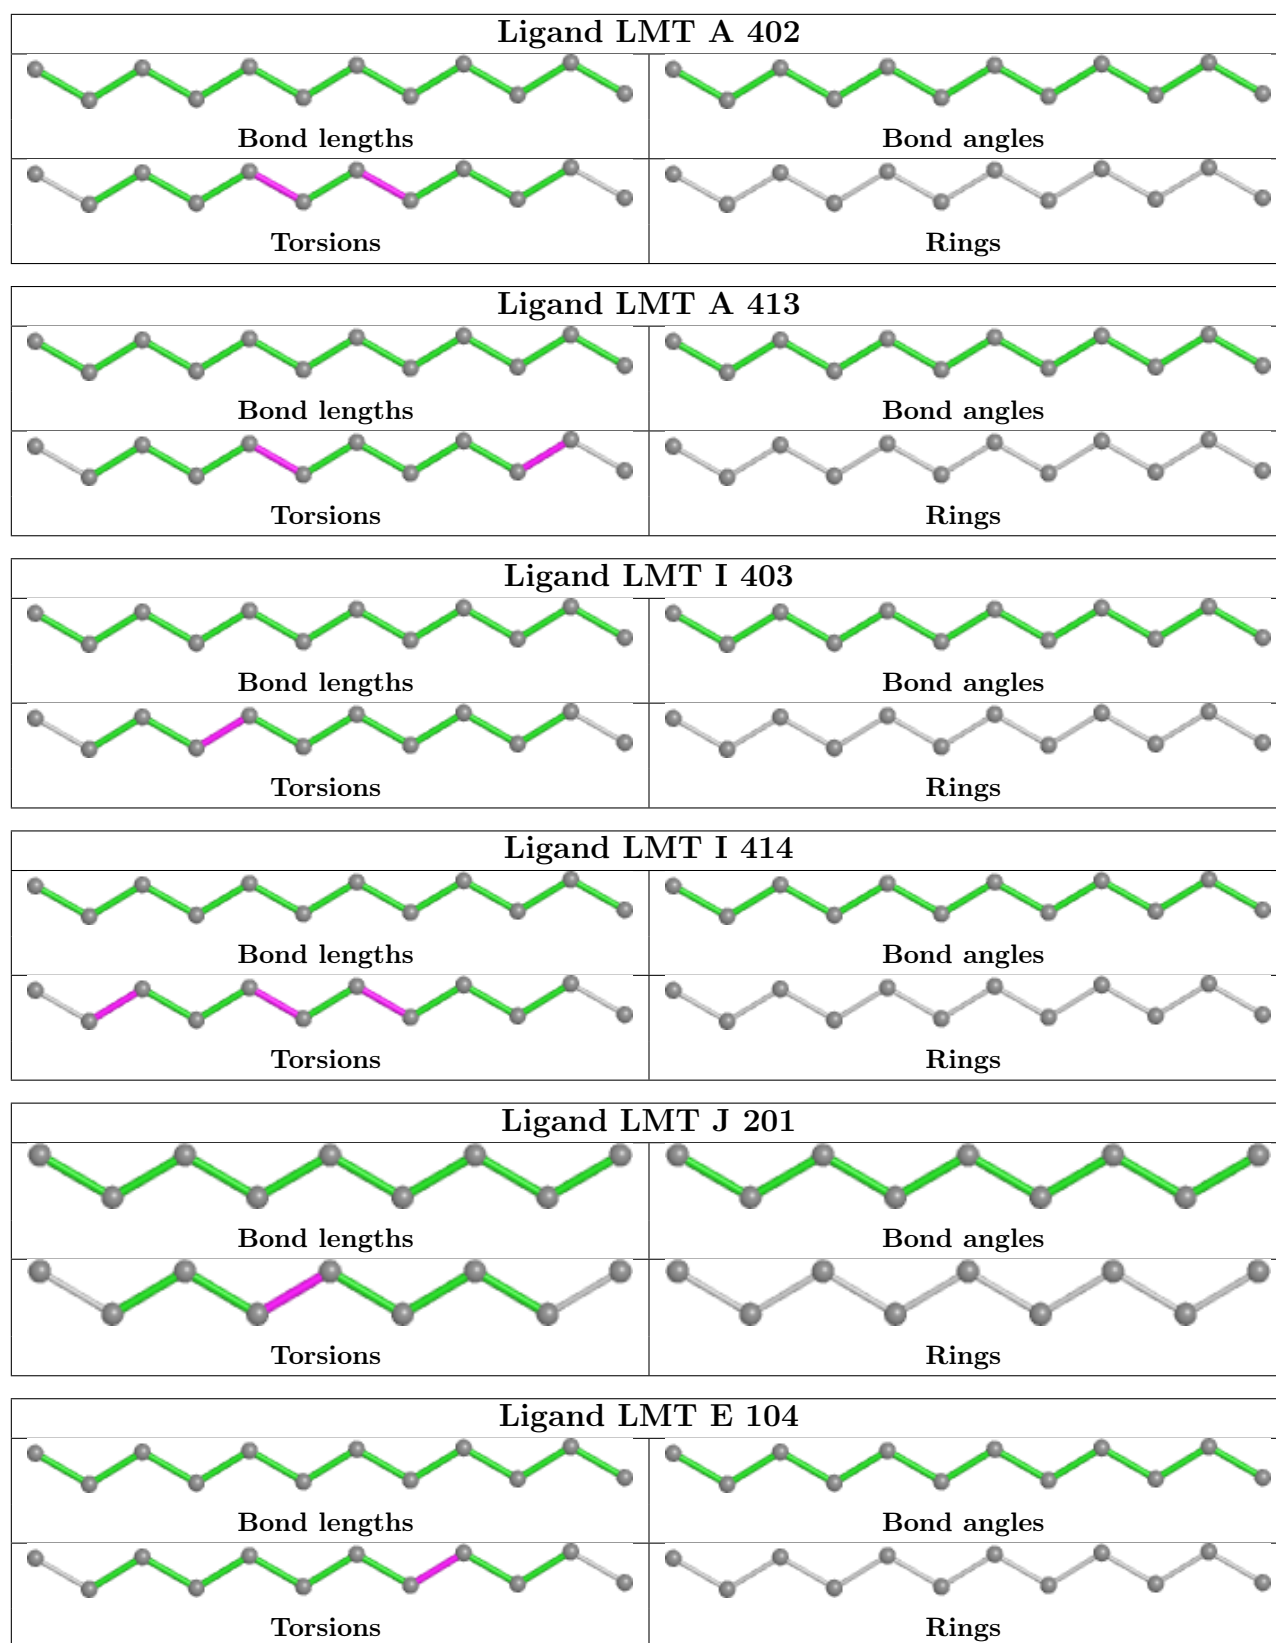 Ligand LMT A 402
Bond lengths Bond angles
Torsions Rings
Ligand LMT A 413
Bond lengths Bond angles
Torsions Rings
Ligand LMT I 403
Bond lengths Bond angles
Torsions Rings
Ligand LMT I 414
Bond lengths Bond angles
Torsions Rings
Ligand LMT J 201
Bond lengths Bond angles
Torsions Rings
Ligand LMT E 104
Bond lengths Bond angles
Torsions Rings